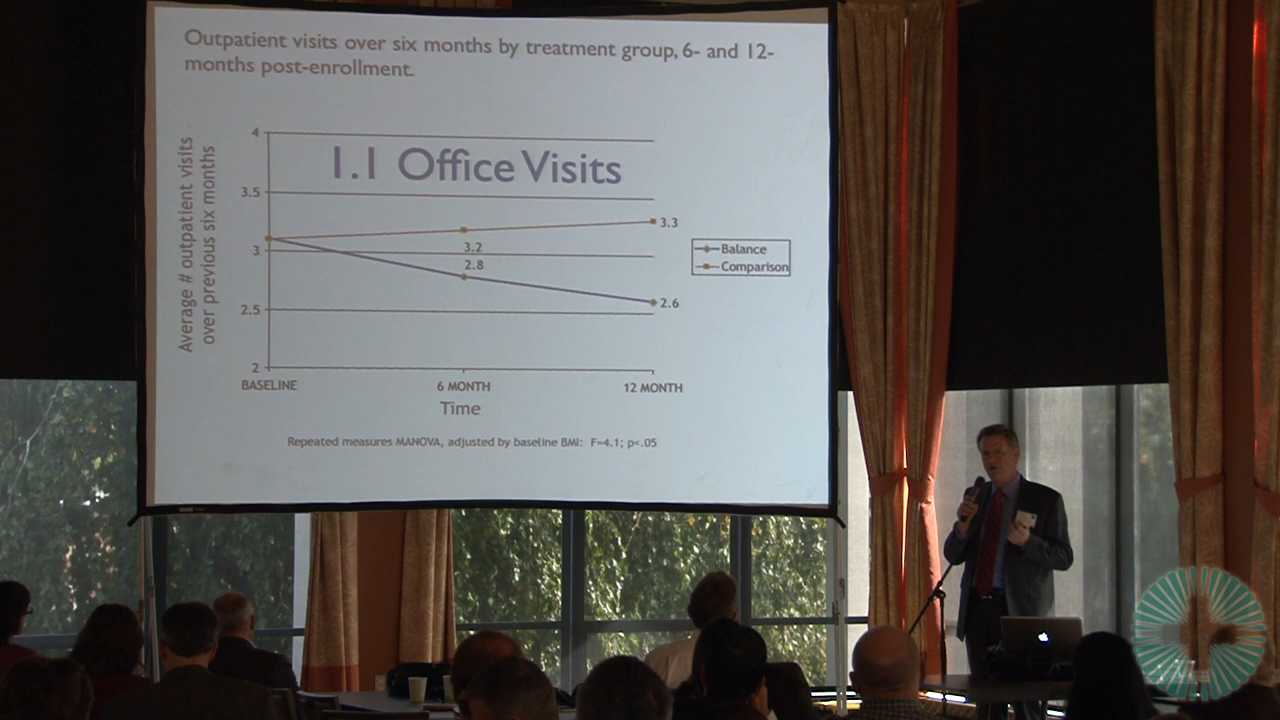 Outpatient visits over six months by treatment group, 6- and 12-
months post-enrollment.
1.1 Office Visits
Average # outpatient visits
over previous six months
4
3.5
3
2.5
2
3.3
3.2
2.8
2.6
Balance
Comparison
BASELINE
6 MONTH
12 MONTH
Time
Repeated measures MANOVA, adjusted by baseline BMI: F=4.1; p<.05